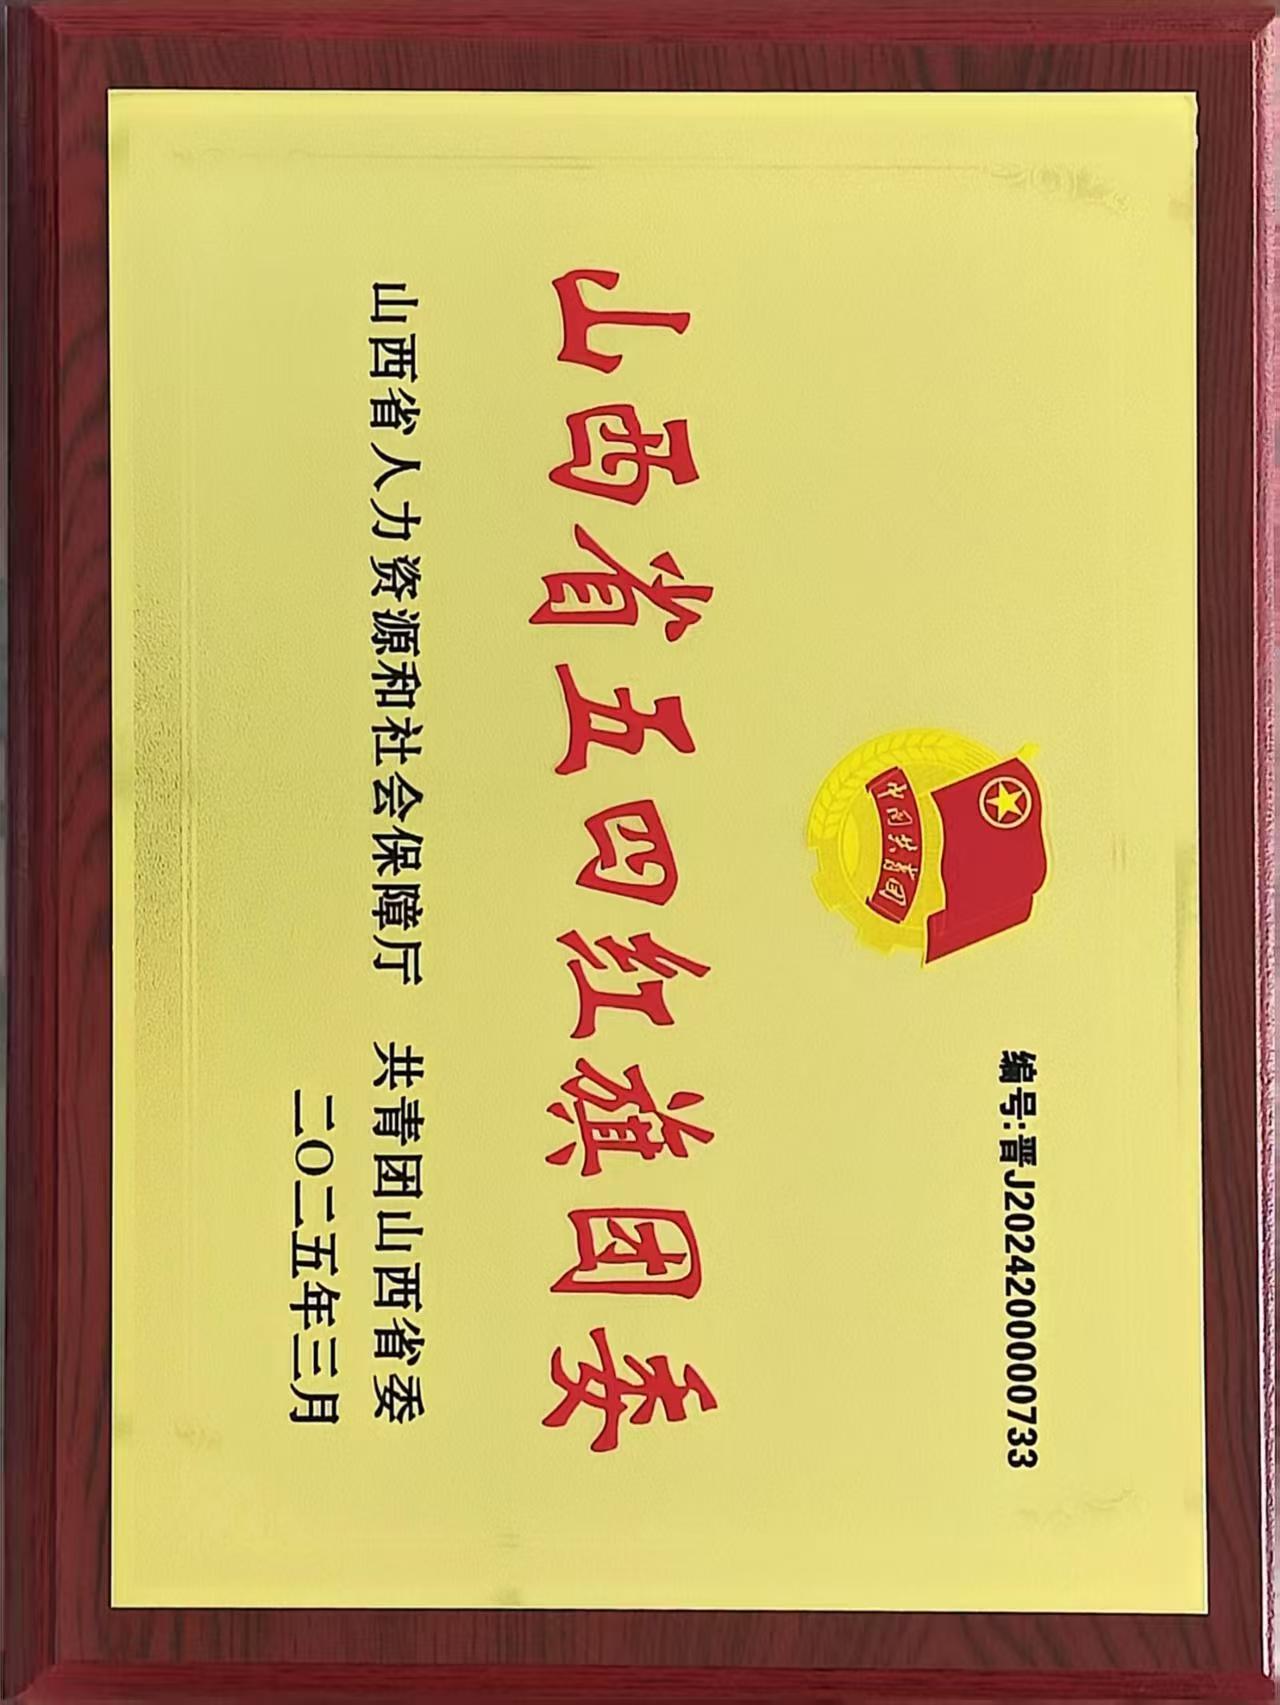 编号:晋J2024200000733
中国共青团
山西省五四红旗团委
山西省人力资源和社会保障厅 共青团山西省委
二〇二五年三月